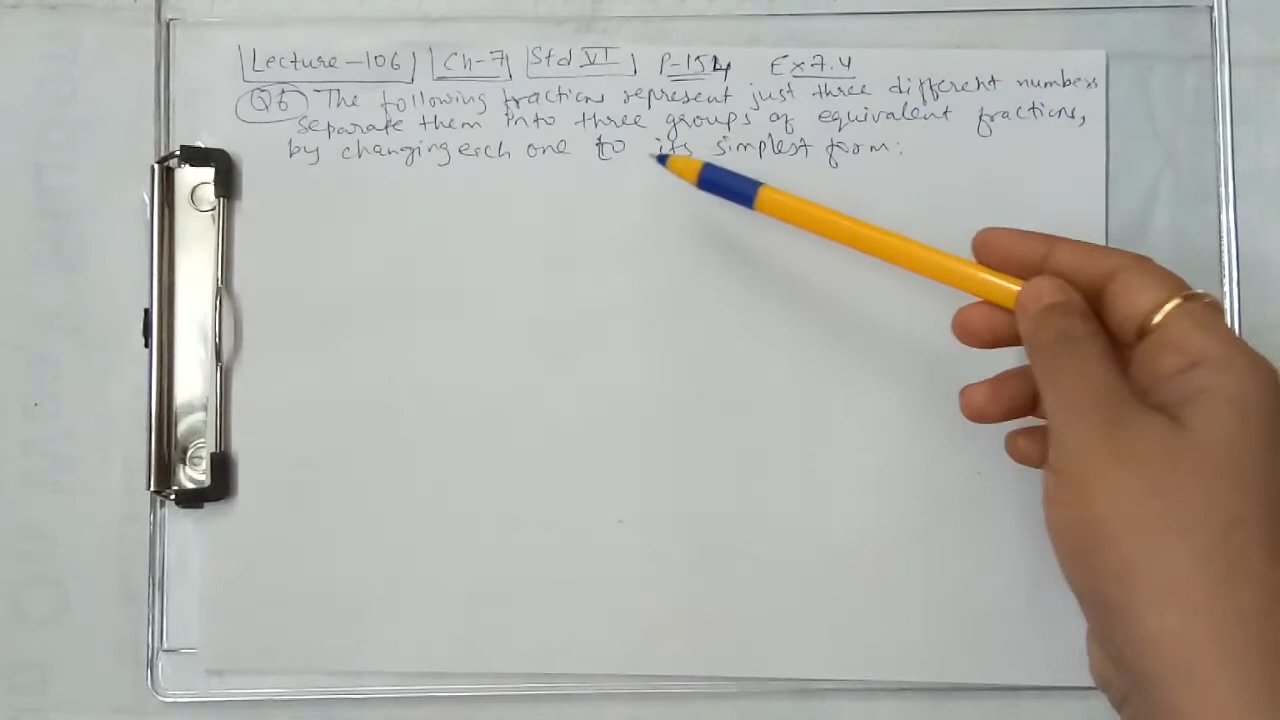 Lecture-106 Ch-7 Std VI P-154 Ex 7.4
Q6 The following fractions represent just three different numbers
separate them into three groups of equivalent fractions,
by changing each one to its simplest form: